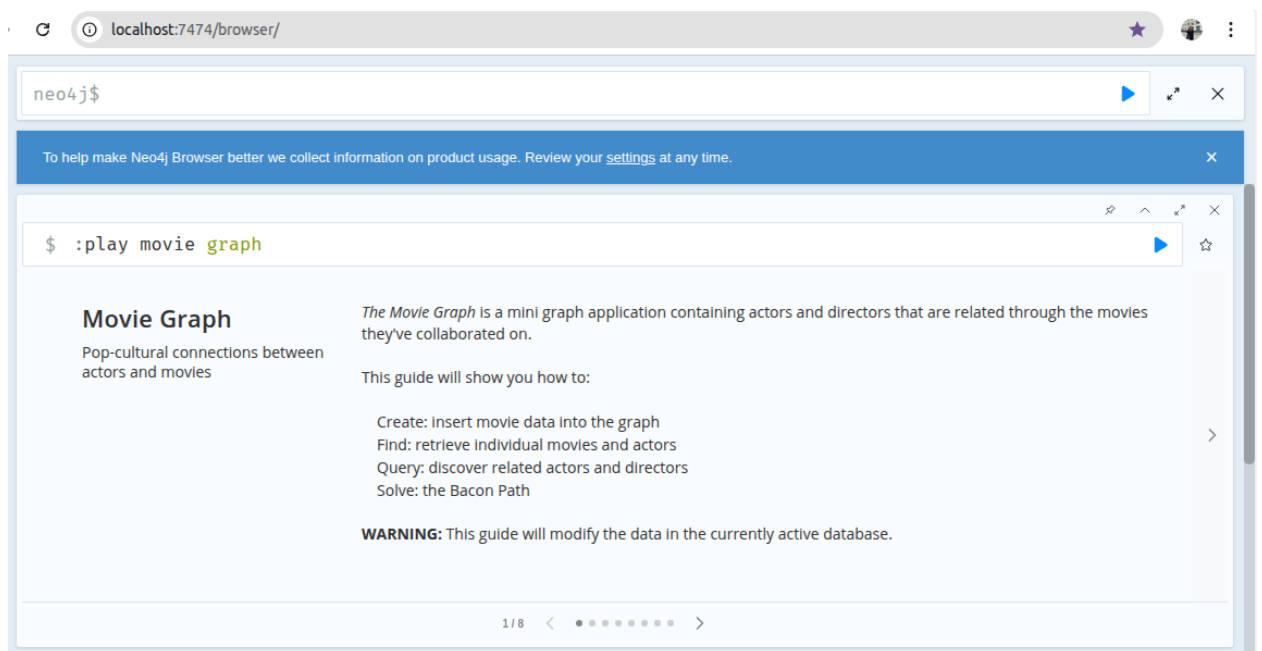 localhost:7474/browser/
neo4j$
To help make Neo4j Browser better we collect information on product usage. Review your settings at any time.
$ :play movie graph
Movie Graph
Pop-cultural connections between
actors and movies
The Movie Graph is a mini graph application containing actors and directors that are related through the movies
they've collaborated on.
This guide will show you how to:
Create: insert movie data into the graph
Find: retrieve individual movies and actors
Query: discover related actors and directors
Solve: the Bacon Path
WARNING: This guide will modify the data in the currently active database.
1/8